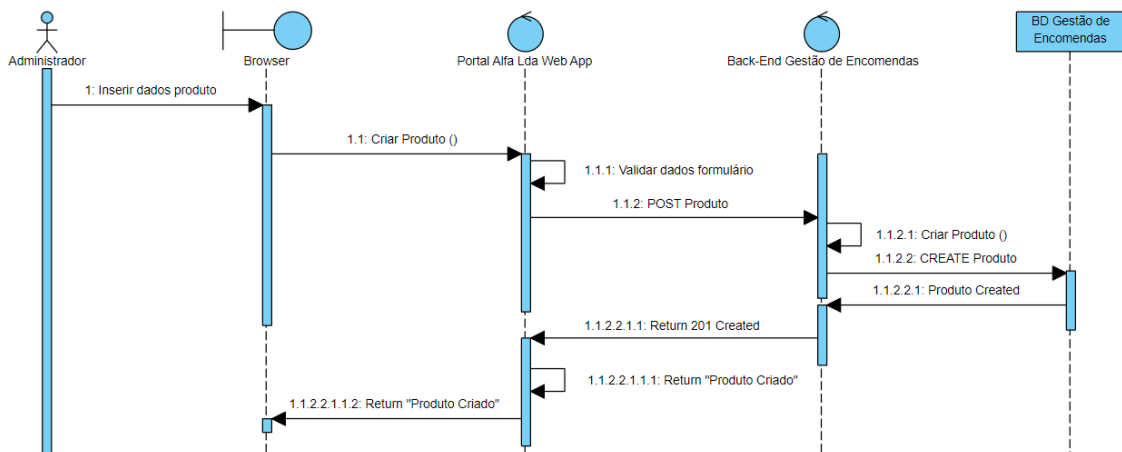 BD Gestão de
Encomendas
Administrador
Browser
Portal Alfa Lda Web App
Back-End Gestão de Encomendas
1: Inserir dados produto
1.1: Criar Produto ()
1.1.1: Validar dados formulário
1.1.2: POST Produto
1.1.2.1: Criar Produto ()
1.1.2.2: CREATE Produto
1.1.2.2.1: Produto Created
1.1.2.2.1.1: Return 201 Created
1.1.2.2.1.1.1: Return "Produto Criado"
1.1.2.2.1.1.2: Return "Produto Criado"